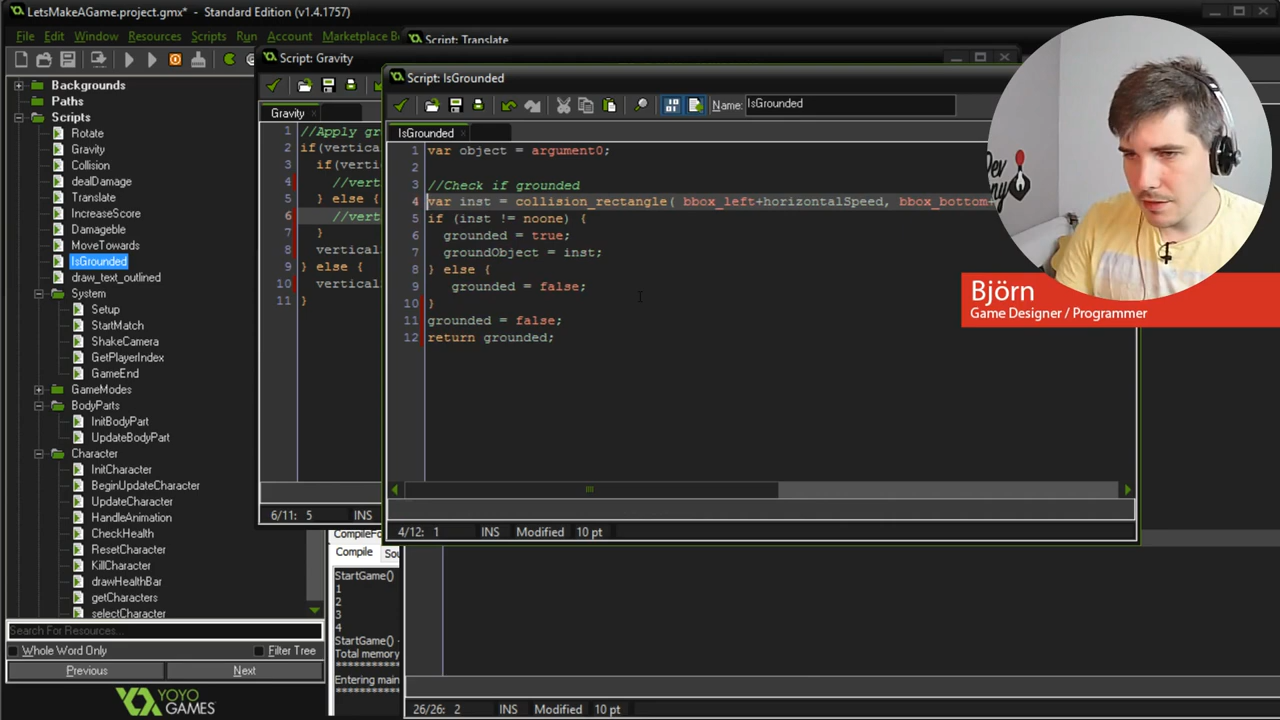 LetsMakeAGame.project.gmx* - Standard Edition (v1.4.1757)
File Edit Window Resources Scripts Run Account Marketplace
Backgrounds
Paths
Scripts
Rotate
Gravity
Collision
dealDamage
Translate
IncreaseScore
Damageble
MoveTowards
IsGrounded
draw_text_outlined
System
Setup
StartMatch
ShakeCamera
GetPlayerIndex
GameEnd
GameModes
BodyParts
InitBodyPart
UpdateBodyPart
Character
InitCharacter
BeginUpdateCharacter
UpdateCharacter
HandleAnimation
CheckHealth
ResetCharacter
KillCharacter
drawHealthBar
getCharacters
selectCharacter
Search For Resources...
Whole Word Only Filter Tree
Previous Next
YOYO
GAMES
Script: Translate
Script: Gravity
Gravity
1 //Apply gr
2 if(vertica
3 if(verti
4 //vert
5 } else {
6 //vert
7 }
8 vertical
9 } else {
10 vertical
11 }
6/11: 5 INS
Script: IsGrounded
Name: IsGrounded
IsGrounded
1 var object = argument0;
2
3 //Check if grounded
4 var inst = collision_rectangle( bbox_left+horizontalSpeed, bbox_bottom+
5 if (inst != noone) {
6 grounded = true;
7 groundObject = inst;
8 } else {
9 grounded = false;
10 }
11 grounded = false;
12 return grounded;
4/12: 1 INS Modified 10 pt
Compile
StartGame()
1
2
3
4
StartGame() -
Total memory
Entering main
26/26: 2 INS Modified 10 pt
Björn
Game Designer / Programmer